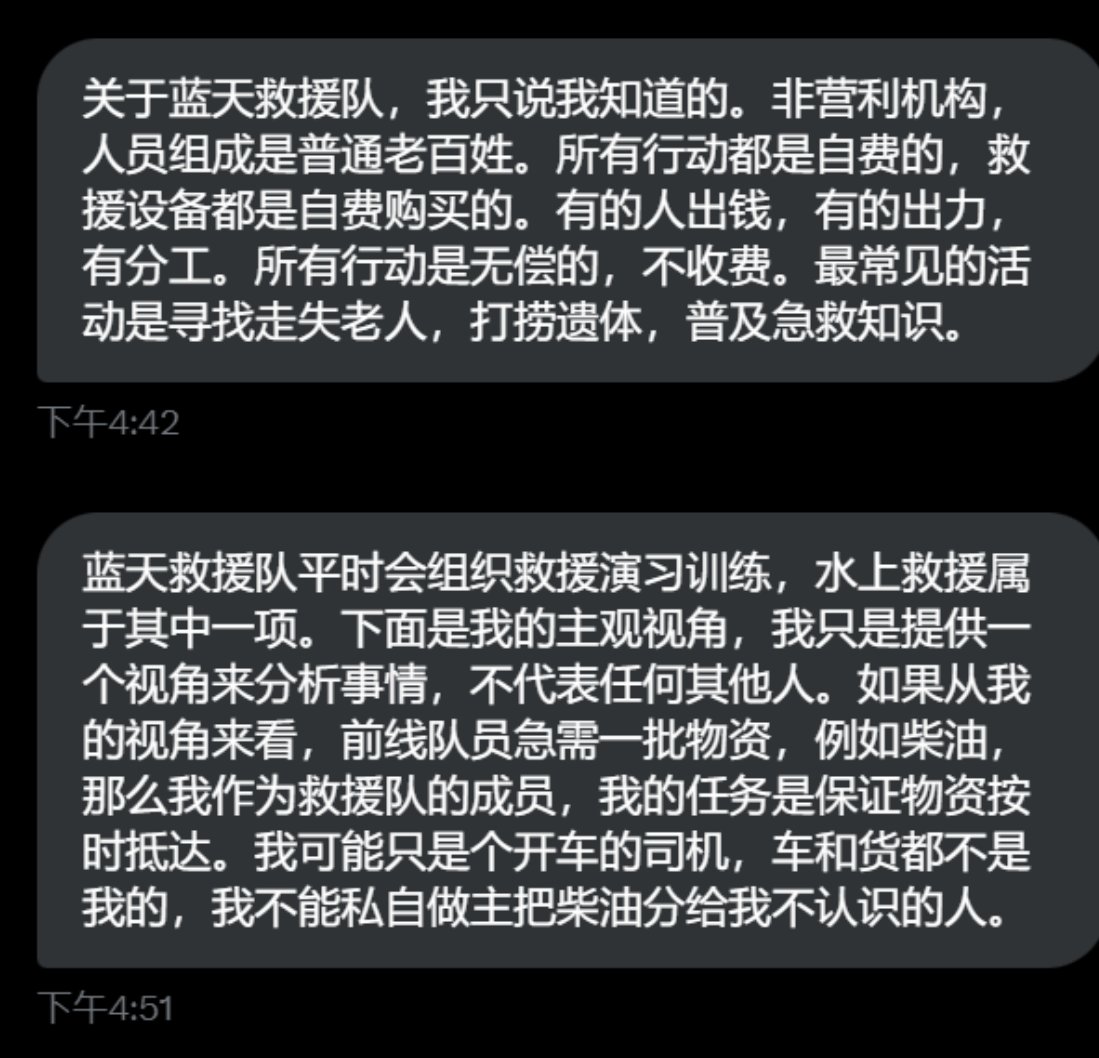 关于蓝天救援队，我只说我知道的。非营利机构，
人员组成是普通老百姓。所有行动都是自费的，救
援设备都是自费购买的。有的人出钱，有的出力，
有分工。所有行动是无偿的，不收费。最常见的活
动是寻找走失老人，打捞遗体，普及急救知识。
下午4:42
蓝天救援队平时会组织救援演习训练，水上救援属
于其中一项。下面是我的主观视角，我只是提供一
个视角来分析事情，不代表任何其他人。如果从我
的视角来看，前线队员急需一批物资，例如柴油，
那么我作为救援队的成员，我的任务是保证物资按
时抵达。我可能只是个开车的司机，车和货都不是
我的，我不能私自做主把柴油分给我不认识的人。
下午4:51